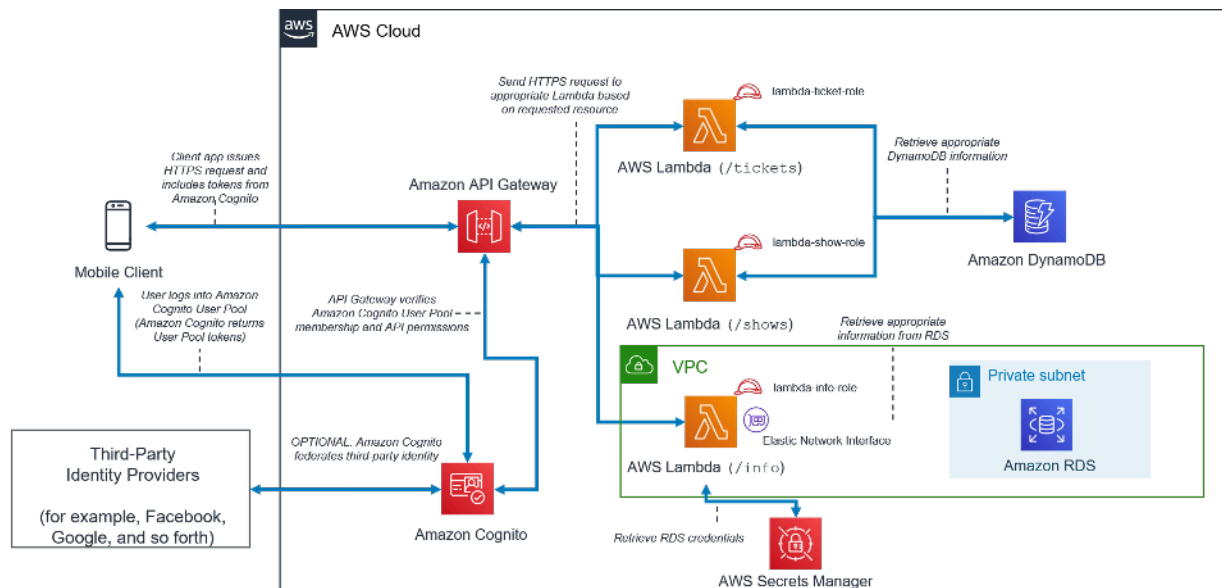 aws
AWS Cloud
Send HTTPS request to
appropriate Lambda based
on requested resource
lambda-ticket-role
AWS Lambda (/tickets)
Retrieve appropriate
DynamoDB information
Client app issues
HTTPS request and
includes tokens from
Amazon Cognito
Amazon API Gateway
Mobile Client
lambda-show-role
Amazon DynamoDB
User logs into Amazon
Cognito User Pool
(Amazon Cognito returns
User Pool tokens)
API Gateway verifies
Amazon Cognito User Pool
membership and API permissions
AWS Lambda (/shows)
Retrieve appropriate
information from RDS
VPC
lambda-info-role
Elastic Network Interface
AWS Lambda (/info)
Private subnet
Amazon RDS
OPTIONAL. Amazon Cognito
federates third-party identity
Third-Party
Identity Providers
(for example, Facebook,
Google, and so forth)
Amazon Cognito
Retrieve RDS credentials
AWS Secrets Manager